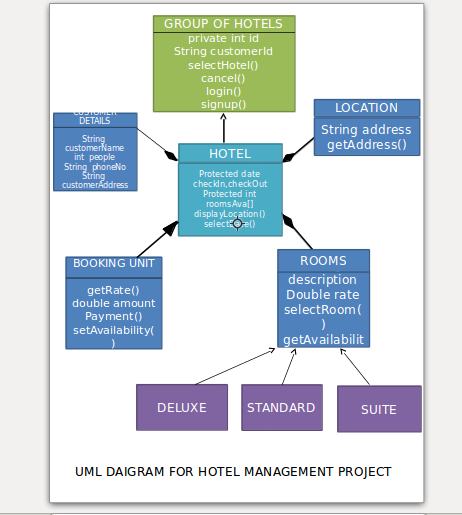 GROUP OF HOTELS
private int id
String customerId
selectHotel()
cancel()
login()
signup()
CUSTOMER
DETAILS
String
customerName
int people
String phoneNo
String
customerAddress
HOTEL
Protected date
checkIn,checkOut
Protected int
roomsAva[]
displayLocation()
LOCATION
String address
getAddress()
BOOKING UNIT
getRate()
double amount
Payment()
setAvailability(
)
ROOMS
description
Double rate
selectRoom(
)
getAvailabilit
DELUXE
STANDARD
SUITE
UML DAIGRAM FOR HOTEL MANAGEMENT PROJECT